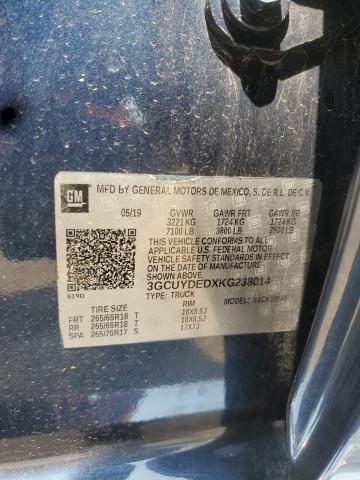 GM
MFD BY GENERAL MOTORS DE MEXICO, S. DE R.L. DE C.V.
05/19 GVWR GAWR FRT GAWR RR
3221 KG 1724 KG 1724 KG
7100 LB 3800 LB 3800 LB
THIS VEHICLE CONFORMS TO ALL
APPLICABLE U.S. FEDERAL MOTOR
VEHICLE SAFETY STANDARDS IN
EFFECT ON THE DATE OF MANUFACTURE
SHOWN ABOVE.
3GCUYDEDXKG238014
619D TYPE: TRUCK MODEL:
TIRE SIZE RIM
FRT 265/65R18 T 18X8.5J
RR 265/65R18 T 18X8.5J
SPA 265/70R17 S 17X7J